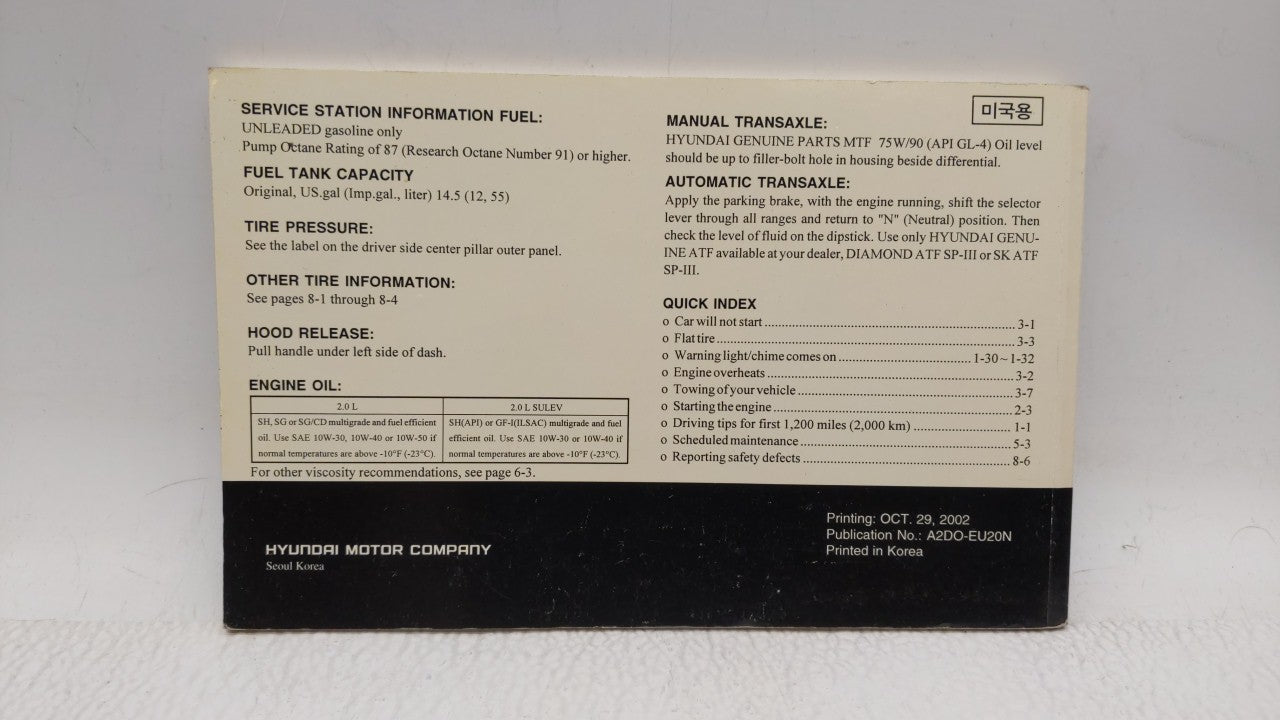 SERVICE STATION INFORMATION FUEL:
UNLEADED gasoline only
Pump Octane Rating of 87 (Research Octane Number 91) or higher.
FUEL TANK CAPACITY
Original, US.gal (Imp.gal., liter) 14.5 (12, 55)
TIRE PRESSURE:
See the label on the driver side center pillar outer panel.
OTHER TIRE INFORMATION:
See pages 8-1 through 8-4
HOOD RELEASE:
Pull handle under left side of dash.
ENGINE OIL:
2.0 L
SH, SG or SG/CD multigrade and fuel efficient
oil. Use SAE 10W-30, 10W-40 or 10W-50 if
normal temperatures are above -10°F (-23°C).
2.0 L SULEV
SH(API) or GF-I(ILSAC) multigrade and fuel
efficient oil. Use SAE 10W-30 or 10W-40 if
normal temperatures are above -10°F (-23°C).
For other viscosity recommendations, see page 6-3.
미국용
MANUAL TRANSAXLE:
HYUNDAI GENUINE PARTS MTF 75W/90 (API GL-4) Oil level
should be up to filler-bolt hole in housing beside differential.
AUTOMATIC TRANSAXLE:
Apply the parking brake, with the engine running, shift the selector
lever through all ranges and return to "N" (Neutral) position. Then
check the level of fluid on the dipstick. Use only HYUNDAI GENU-
INE ATF available at your dealer, DIAMOND ATF SP-III or SK ATF
SP-III.
QUICK INDEX
o Car will not start ... 3-1
o Flat tire ... 3-3
o Warning light/chime comes on ... 1-30 ~ 1-32
o Engine overheats ... 3-2
o Towing of your vehicle ... 3-7
o Starting the engine ... 2-3
o Driving tips for first 1,200 miles (2,000 km) ... 1-1
o Scheduled maintenance ... 5-3
o Reporting safety defects ... 8-6
HYUNDAI MOTOR COMPANY
Seoul Korea
Printing: OCT. 29, 2002
Publication No.: A2DO-EU20N
Printed in Korea